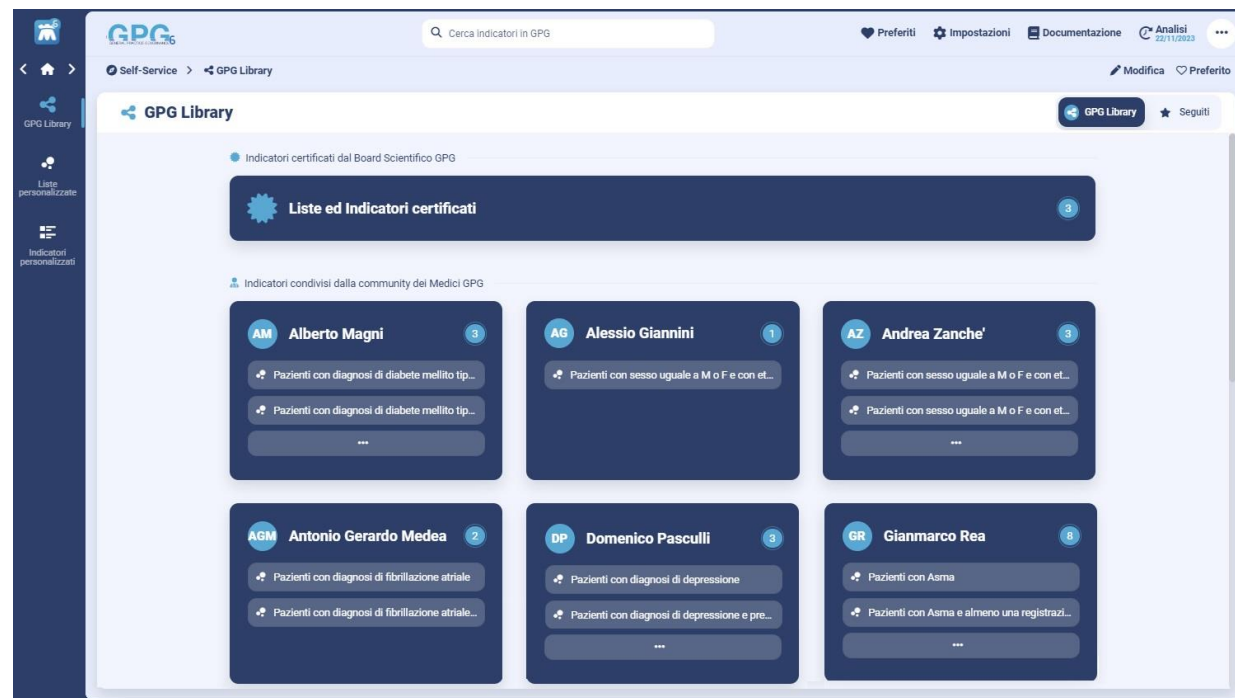 6
GPG6
GENERAL PRACTICE GOVERNANCE
Cerca indicatori in GPG
Preferiti
Impostazioni
Documentazione
Analisi
22/11/2023
Self-Service > GPG Library
Modifica
Preferito
GPG Library
Liste
personalizzate
Indicatori
personalizzati
GPG Library
GPG Library
Seguiti
Indicatori certificati dal Board Scientifico GPG
Liste ed Indicatori certificati
3
Indicatori condivisi dalla community dei Medici GPG
AM Alberto Magni 3
Pazienti con diagnosi di diabete mellito tip...
Pazienti con diagnosi di diabete mellito tip...
...
AG Alessio Giannini 1
Pazienti con sesso uguale a M o F e con et...
AZ Andrea Zanche' 3
Pazienti con sesso uguale a M o F e con et...
Pazienti con sesso uguale a M o F e con et...
...
AGM Antonio Gerardo Medea 2
Pazienti con diagnosi di fibrillazione atriale
Pazienti con diagnosi di fibrillazione atriale...
DP Domenico Pasculli 3
Pazienti con diagnosi di depressione
Pazienti con diagnosi di depressione e pre...
...
GR Gianmarco Rea 8
Pazienti con Asma
Pazienti con Asma e almeno una registrazi...
...